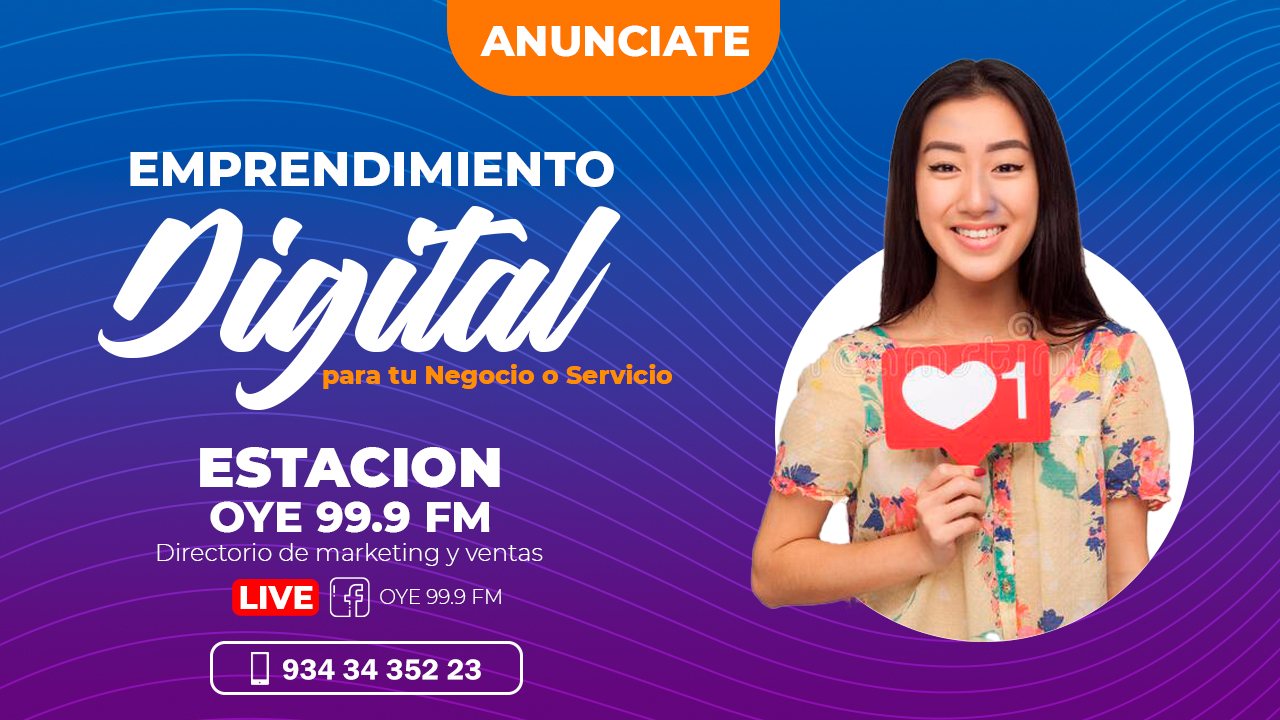 ANUNCIATE
EMPRENDIMIENTO
Digital
para tu Negocio o Servicio
1
ESTACION
OYE 99.9 FM
Directorio de marketing y ventas
LIVE OYE 99.9 FM
934 34 352 23